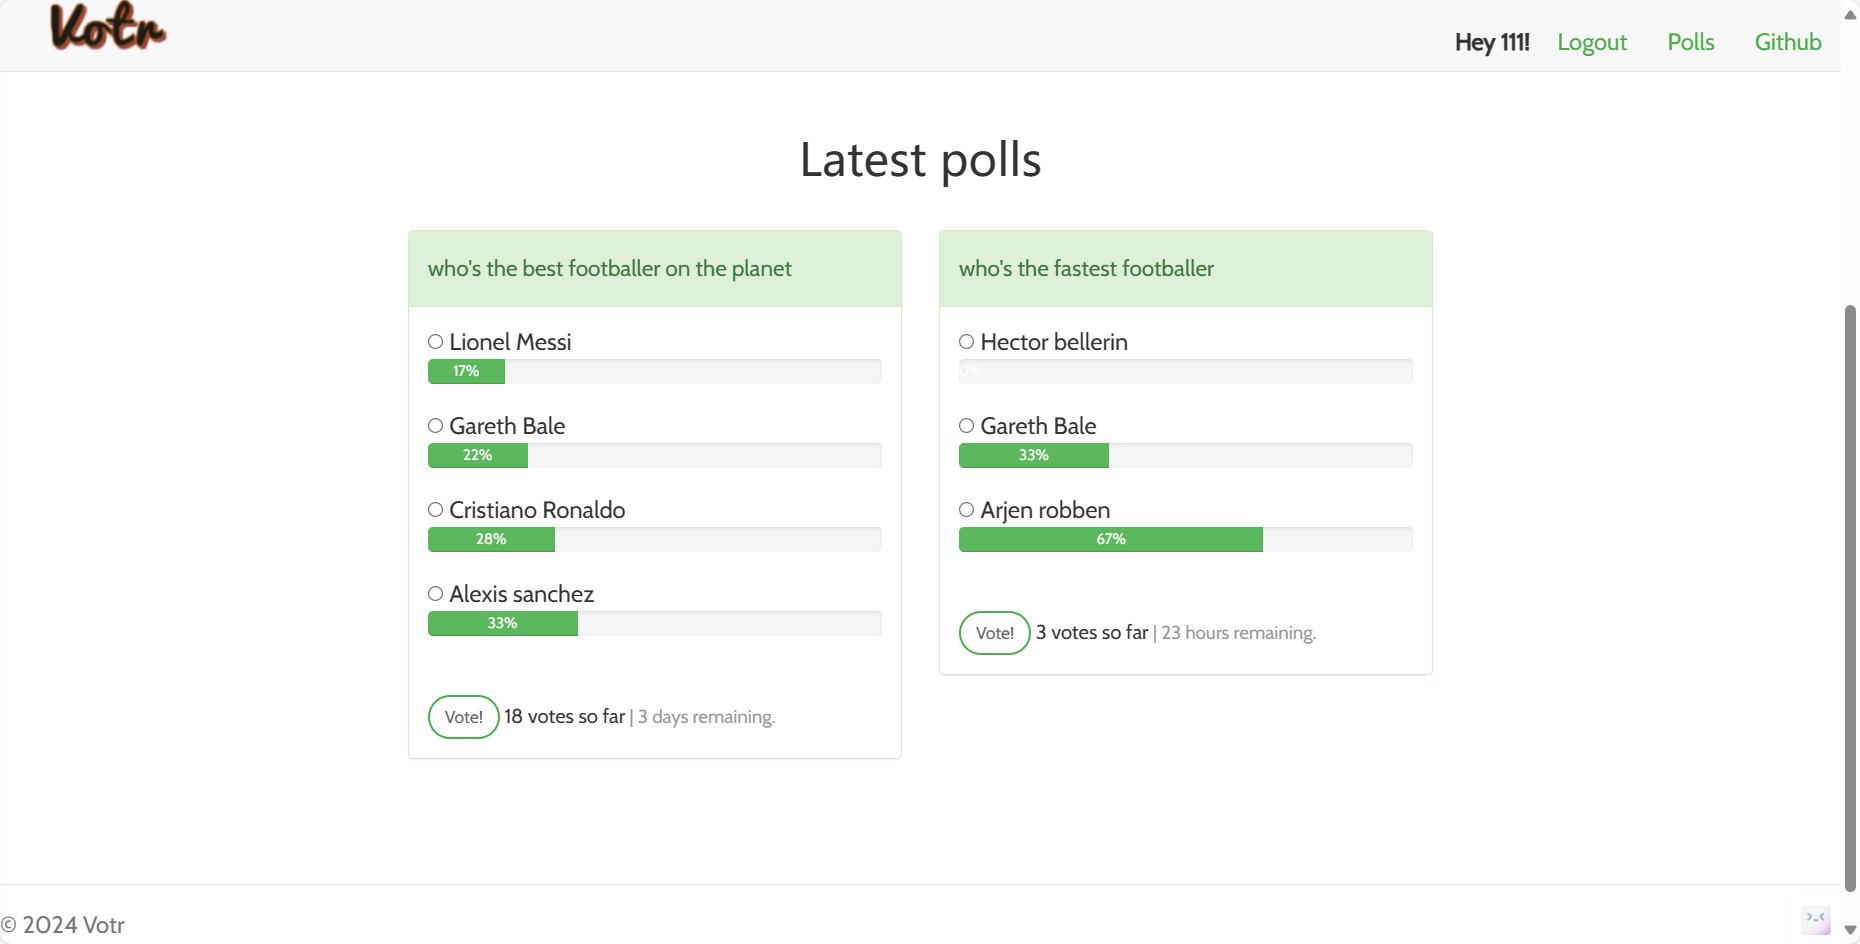 Votr
Hey 111! Logout Polls Github
Latest polls
who's the best footballer on the planet
Lionel Messi
17%
Gareth Bale
22%
Cristiano Ronaldo
28%
Alexis sanchez
33%
Vote! 18 votes so far | 3 days remaining.
who's the fastest footballer
Hector bellerin
0%
Gareth Bale
33%
Arjen robben
67%
Vote! 3 votes so far | 23 hours remaining.
© 2024 Votr